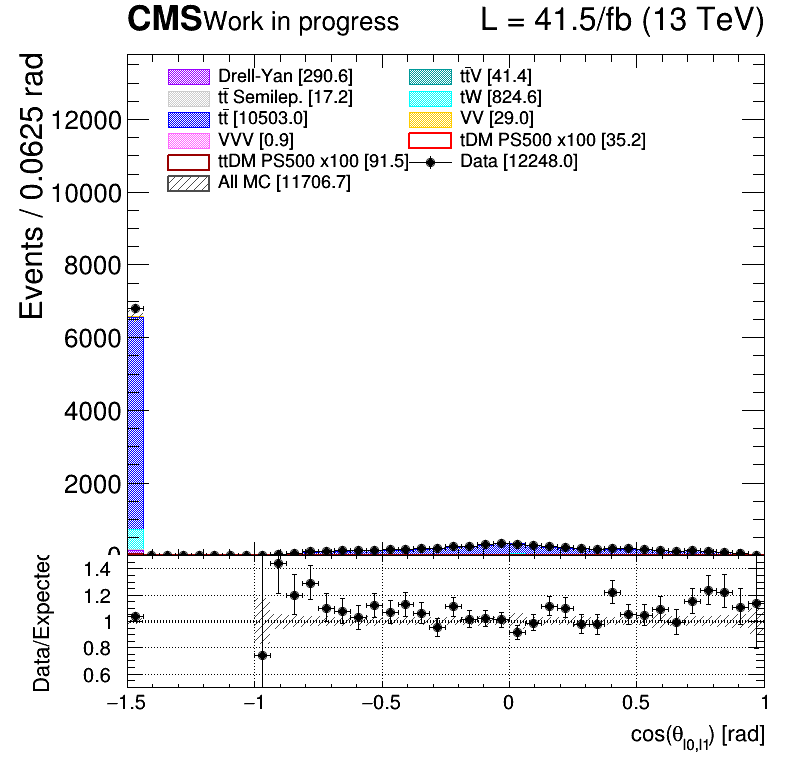 CMS Work in progress L = 41.5/fb (13 TeV)
Events / 0.0625 rad
Drell-Yan [290.6] tt̄V [41.4]
tt̄ Semilep. [17.2] tW [824.6]
tt̄ [10503.0] VV [29.0]
VVV [0.9] tDM PS500 x100 [35.2]
ttDM PS500 x100 [91.5] Data [12248.0]
All MC [11706.7]
12000
10000
8000
6000
4000
2000
0
Data/Expected
1.4
1.2
1
0.8
0.6
−1.5 −1 −0.5 0 0.5 1
cos(θl0,l1) [rad]